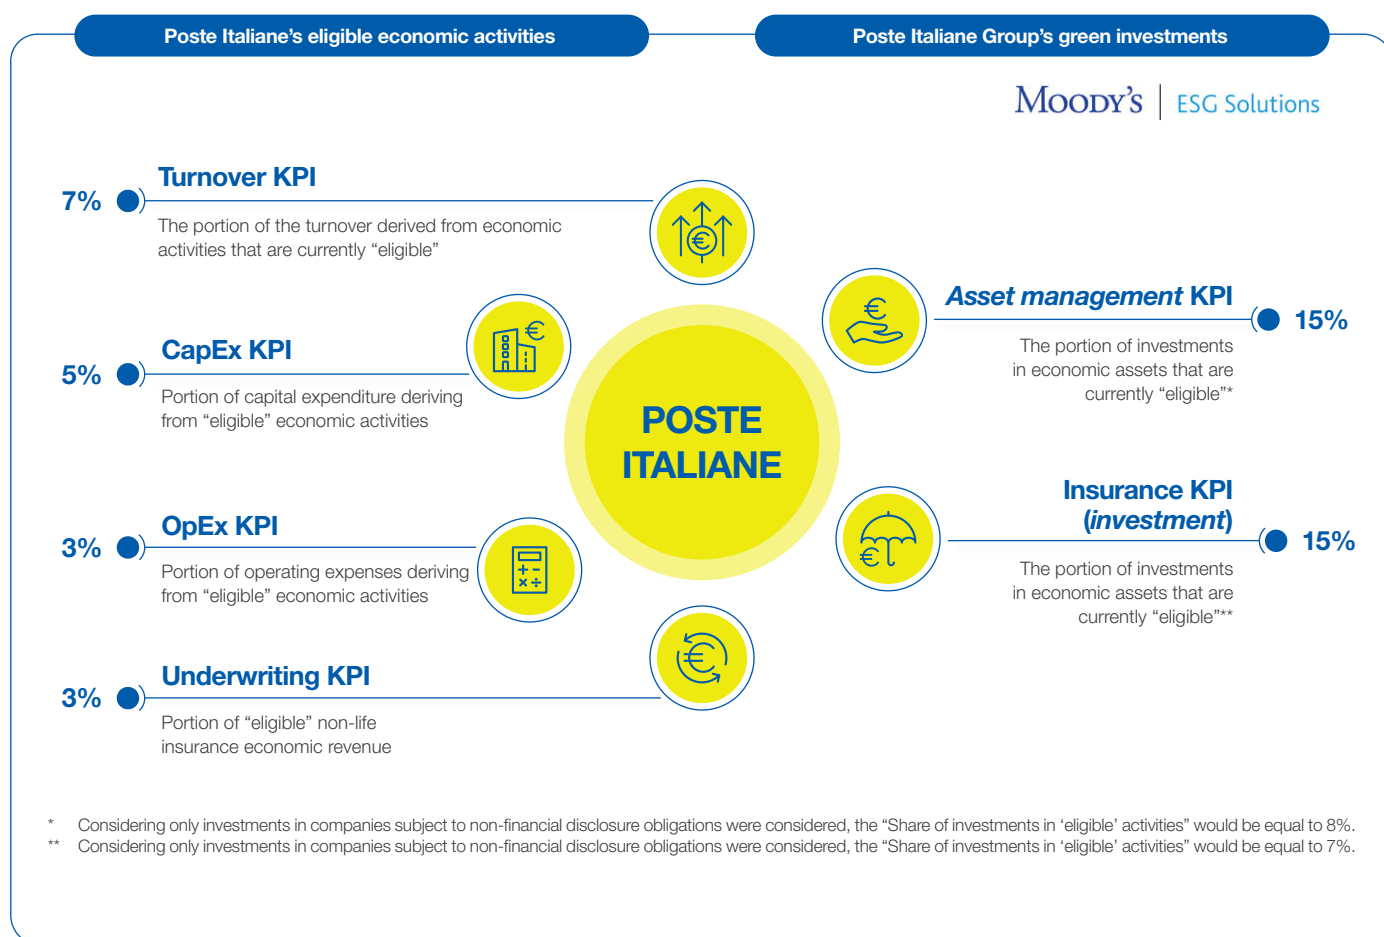 Poste Italiane’s eligible economic activities
Poste Italiane Group’s green investments
MOODY’S | ESG Solutions
Turnover KPI
7%
The portion of the turnover derived from economic
activities that are currently “eligible”
CapEx KPI
5%
Portion of capital expenditure deriving
from “eligible” economic activities
OpEx KPI
3%
Portion of operating expenses deriving
from “eligible” economic activities
Underwriting KPI
3%
Portion of “eligible” non-life
insurance economic revenue
POSTE
ITALIANE
Asset management KPI
15%
The portion of investments
in economic assets that are
currently “eligible”*
Insurance KPI
(investment)
15%
The portion of investments
in economic assets that are
currently “eligible”**
* Considering only investments in companies subject to non-financial disclosure obligations were considered, the “Share of investments in ‘eligible’ activities” would be equal to 8%.
** Considering only investments in companies subject to non-financial disclosure obligations were considered, the “Share of investments in ‘eligible’ activities” would be equal to 7%.